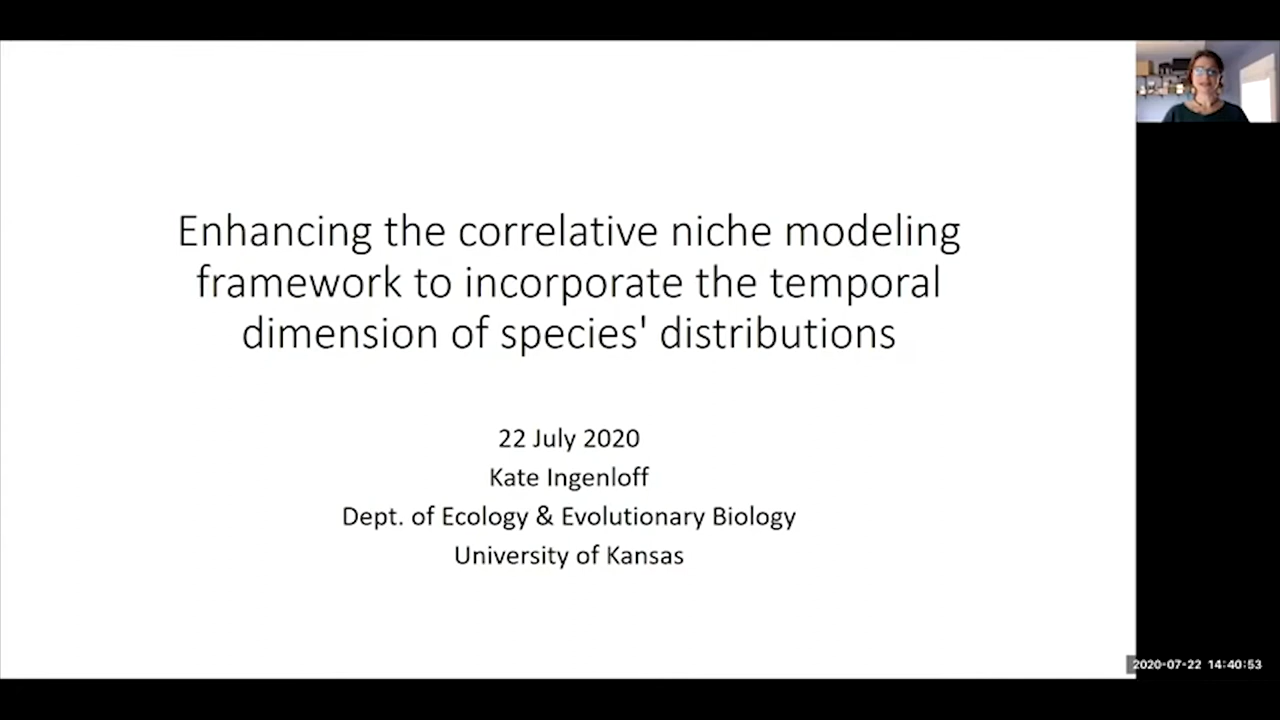 Enhancing the correlative niche modeling
framework to incorporate the temporal
dimension of species' distributions
22 July 2020
Kate Ingenloff
Dept. of Ecology & Evolutionary Biology
University of Kansas
2020-07-22 14:40:53